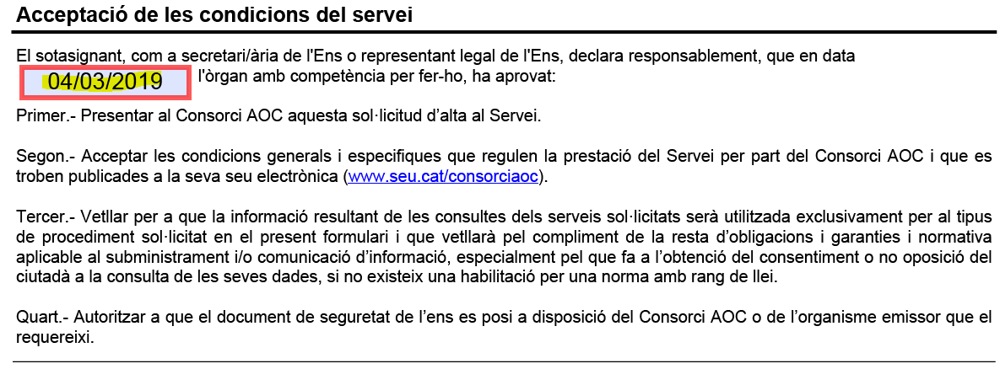 Acceptació de les condicions del servei
El sotasignant, com a secretari/ària de l'Ens o representant legal de l'Ens, declara responsablement, que en data
04/03/2019 l'òrgan amb competència per fer-ho, ha aprovat:
Primer.- Presentar al Consorci AOC aquesta sol·licitud d’alta al Servei.
Segon.- Acceptar les condicions generals i especifiques que regulen la prestació del Servei per part del Consorci AOC i que es
troben publicades a la seva seu electrònica (www.seu.cat/consorciaoc).
Tercer.- Vetllar per a que la informació resultant de les consultes dels serveis sol·licitats serà utilitzada exclusivament per al tipus
de procediment sol·licitat en el present formulari i que vetllarà pel compliment de la resta d’obligacions i garanties i normativa
aplicable al subministrament i/o comunicació d’informació, especialment pel que fa a l’obtenció del consentiment o no oposició del
ciutadà a la consulta de les seves dades, si no existeix una habilitació per una norma amb rang de llei.
Quart.- Autoritzar a que el document de seguretat de l’ens es posi a disposició del Consorci AOC o de l’organisme emissor que el
requereixi.